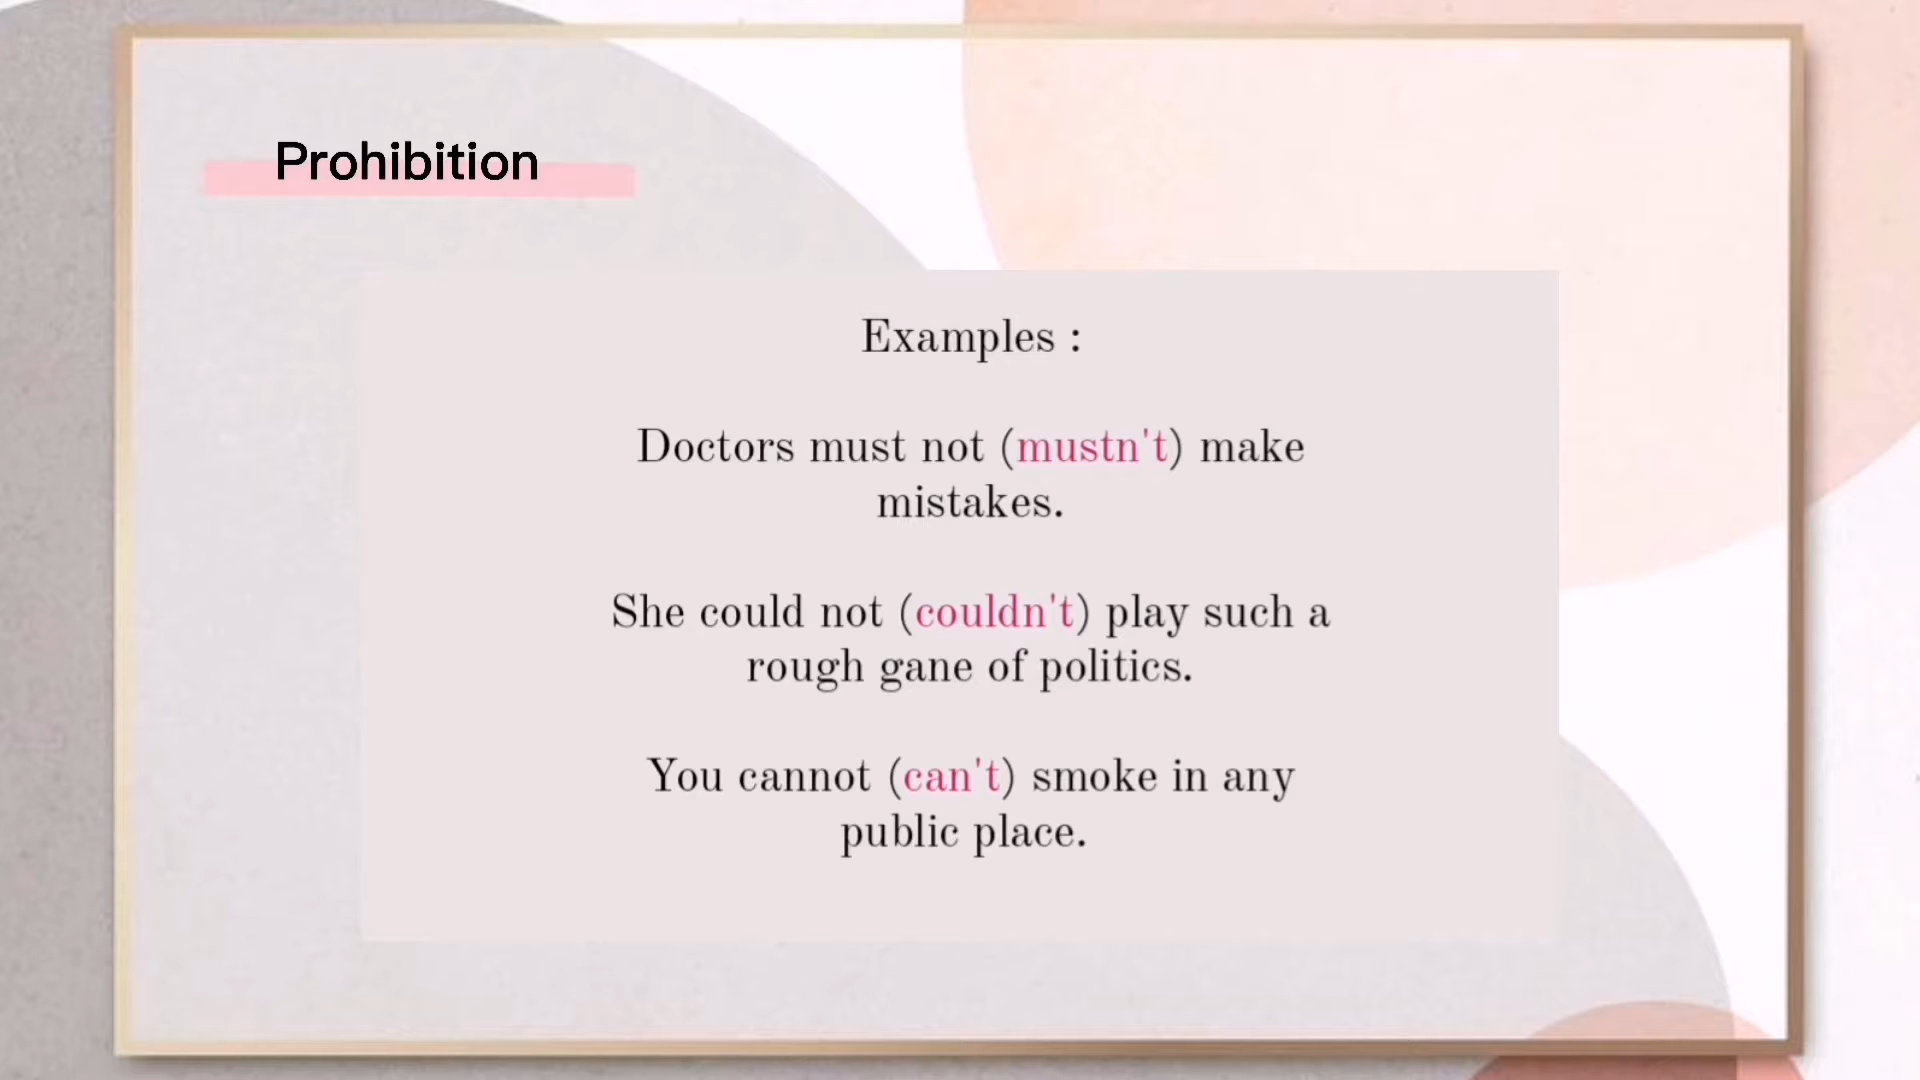 Prohibition
Examples :
Doctors must not (mustn't) make
mistakes.
She could not (couldn't) play such a
rough gane of politics.
You cannot (can't) smoke in any
public place.